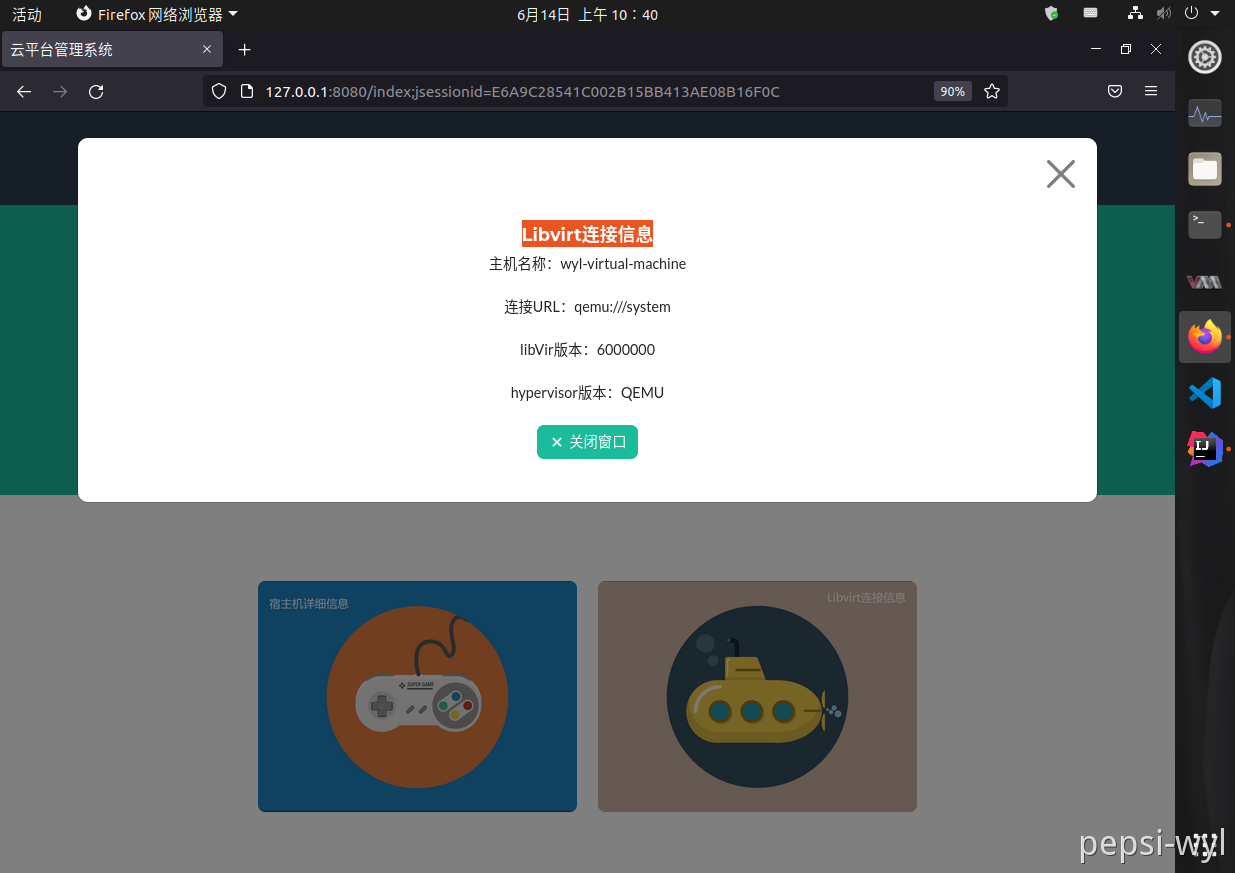 活动
Firefox 网络浏览器
6月14日 上午 10：40
云平台管理系统
127.0.0.1:8080/index;jsessionid=E6A9C28541C002B15BB413AE08B16F0C
90%
Libvirt连接信息
主机名称：wyl-virtual-machine
连接URL：qemu:///system
libVir版本：6000000
hypervisor版本：QEMU
关闭窗口
宿主机详细信息
Libvirt连接信息
SUPER GAME
IJ
pepsi-wyl